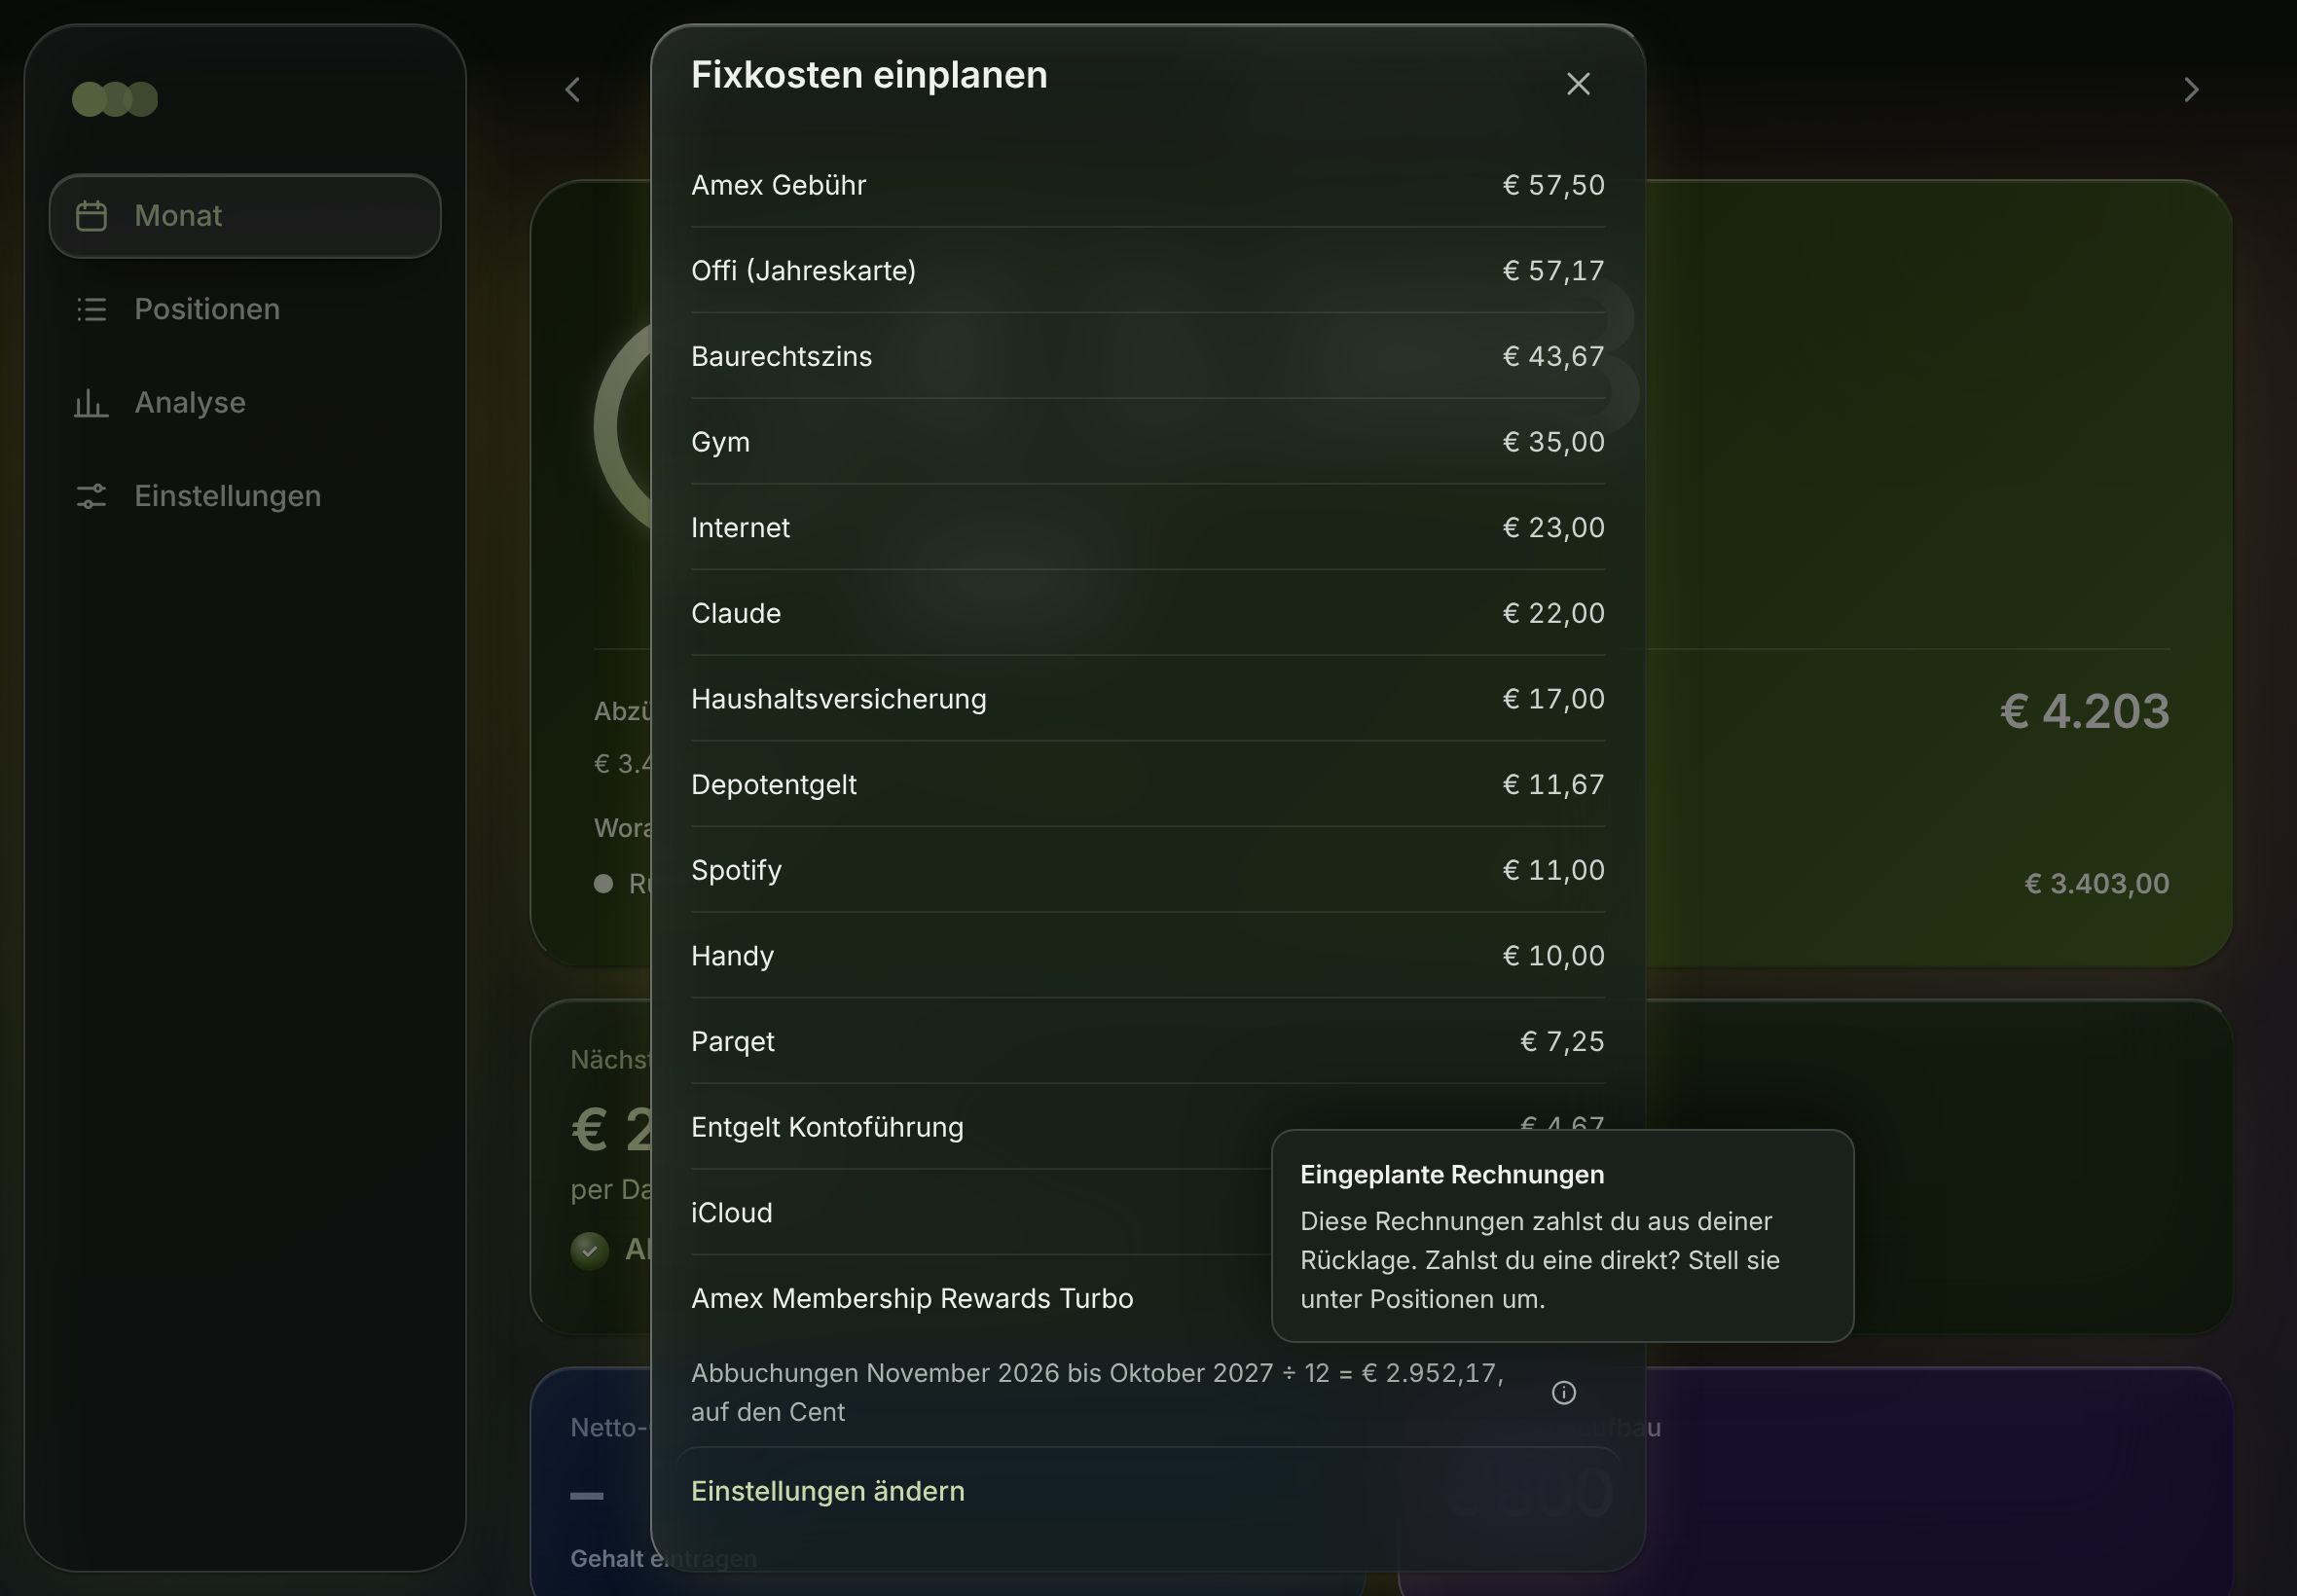 Fixkosten einplanen
Monat
Positionen
Analyse
Einstellungen
Amex Gebühr € 57,50
Offi (Jahreskarte) € 57,17
Baurechtszins € 43,67
Gym € 35,00
Internet € 23,00
Claude € 22,00
Haushaltsversicherung € 17,00
Depotentgelt € 11,67
Spotify € 11,00
Handy € 10,00
Parqet € 7,25
Entgelt Kontoführung € 4,67
iCloud
Amex Membership Rewards Turbo
Eingeplante Rechnungen
Diese Rechnungen zahlst du aus deiner
Rücklage. Zahlst du eine direkt? Stell sie
unter Positionen um.
Abbuchungen November 2026 bis Oktober 2027 ÷ 12 = € 2.952,17,
auf den Cent
Einstellungen ändern
€ 4.203
€ 3.403,00
per
Gehalt eintragen